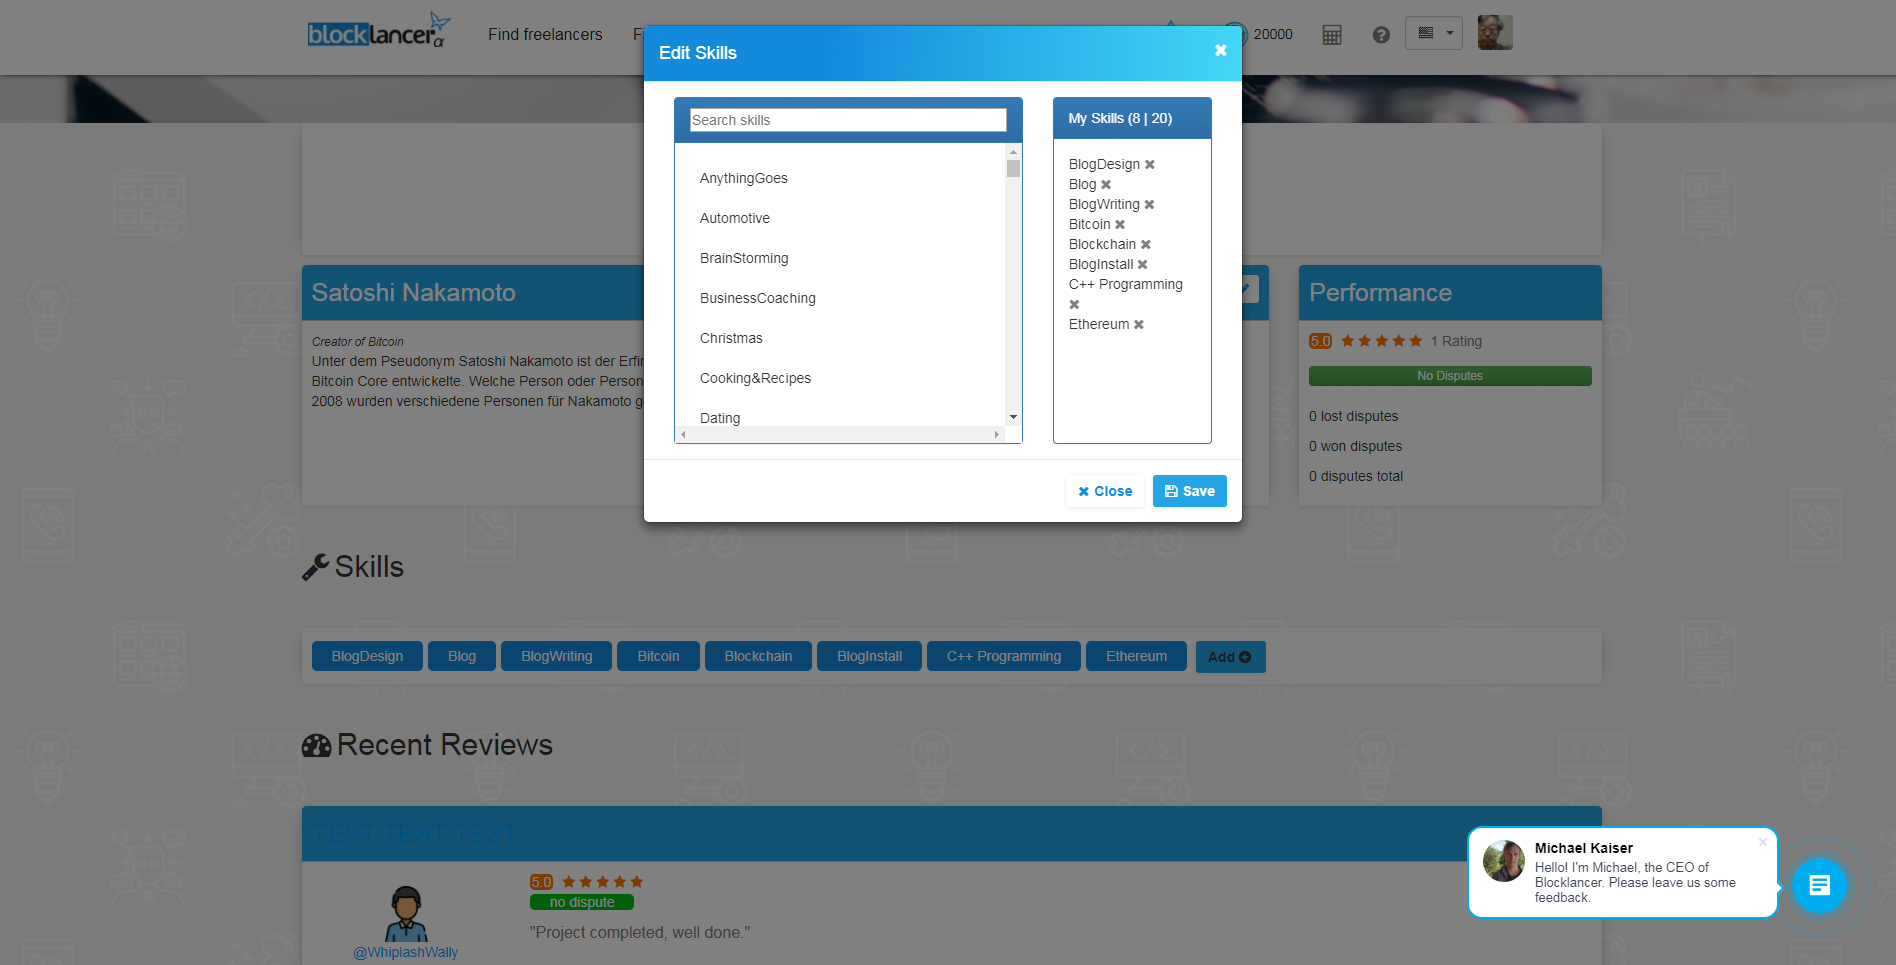 blocklancer α
Find freelancers
F
20000
Edit Skills
Search skills
AnythingGoes
Automotive
BrainStorming
BusinessCoaching
Christmas
Cooking&Recipes
Dating
My Skills (8 | 20)
BlogDesign
Blog
BlogWriting
Bitcoin
Blockchain
BlogInstall
C++ Programming
Ethereum
Close
Save
Satoshi Nakamoto
Creator of Bitcoin
Unter dem Pseudonym Satoshi Nakamoto ist der Erfin
Bitcoin Core entwickelte. Welche Person oder Person
2008 wurden verschiedene Personen für Nakamoto g
Performance
5.0 1 Rating
No Disputes
0 lost disputes
0 won disputes
0 disputes total
Skills
BlogDesign
Blog
BlogWriting
Bitcoin
Blockchain
BlogInstall
C++ Programming
Ethereum
Add
Recent Reviews
TEST TEST TEST
5.0
no dispute
"Project completed, well done."
@WhiplashWally
Michael Kaiser
Hello! I'm Michael, the CEO of
Blocklancer. Please leave us some
feedback.